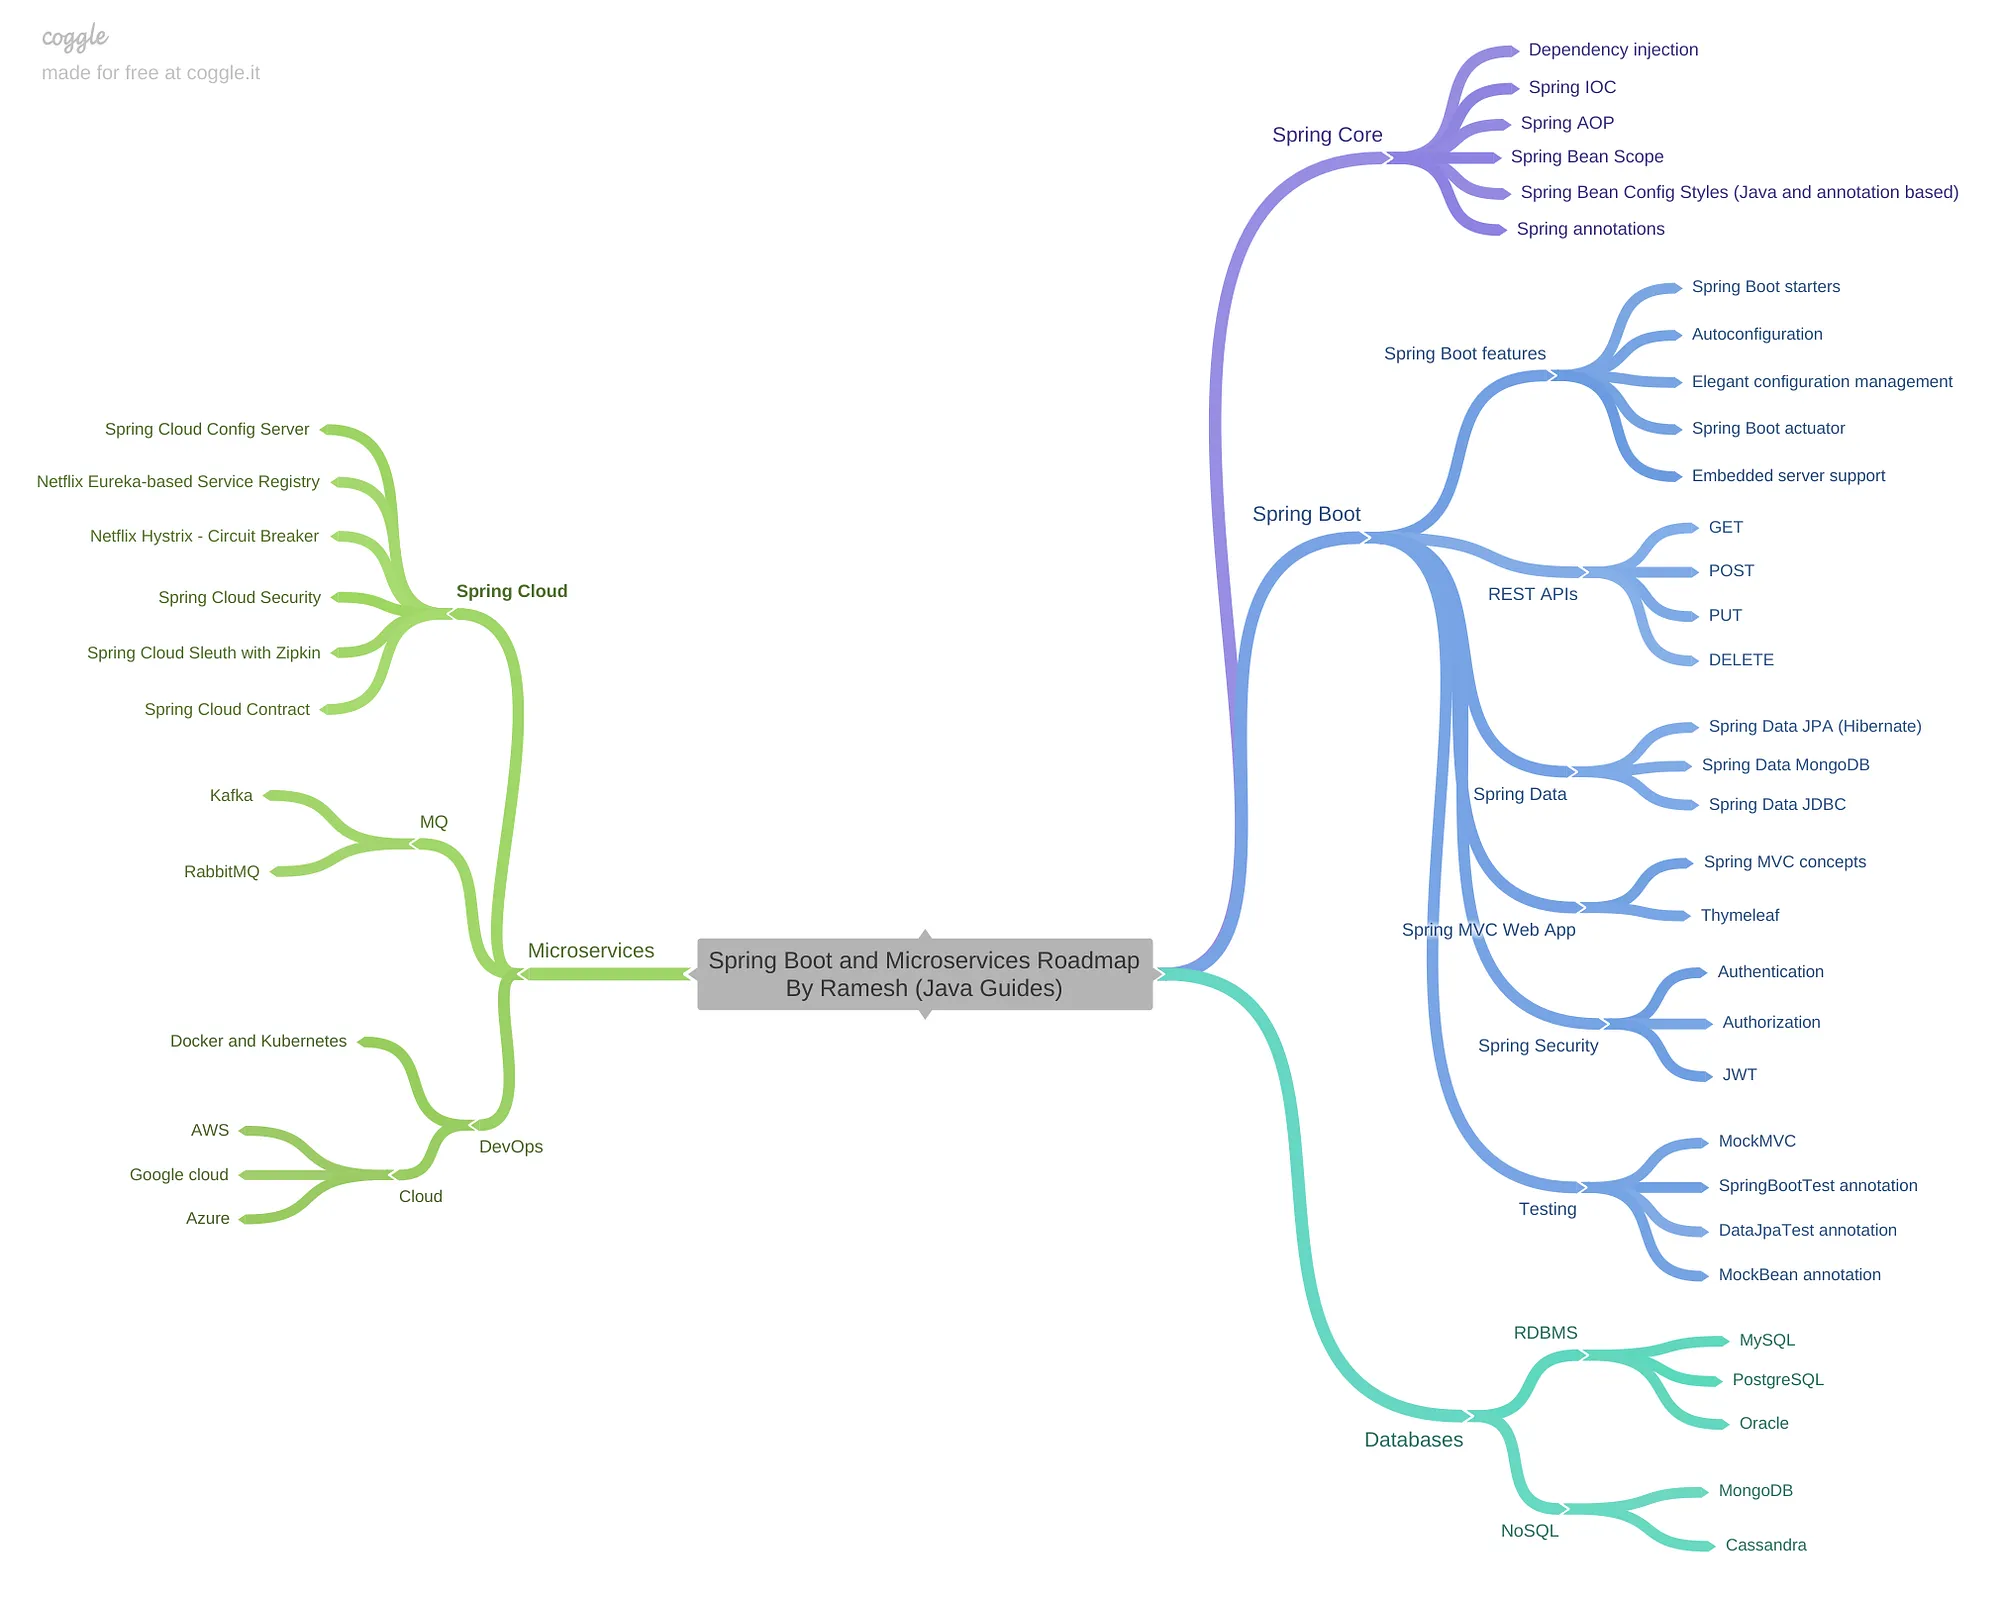 coggle
made for free at coggle.it
Spring Boot and Microservices Roadmap
By Ramesh (Java Guides)
Spring Core
Dependency injection
Spring IOC
Spring AOP
Spring Bean Scope
Spring Bean Config Styles (Java and annotation based)
Spring annotations
Spring Boot
Spring Boot features
Spring Boot starters
Autoconfiguration
Elegant configuration management
Spring Boot actuator
Embedded server support
REST APIs
GET
POST
PUT
DELETE
Spring Data
Spring Data JPA (Hibernate)
Spring Data MongoDB
Spring Data JDBC
Spring MVC Web App
Spring MVC concepts
Thymeleaf
Spring Security
Authentication
Authorization
JWT
Testing
MockMVC
SpringBootTest annotation
DataJpaTest annotation
MockBean annotation
Databases
RDBMS
MySQL
PostgreSQL
Oracle
NoSQL
MongoDB
Cassandra
Microservices
Spring Cloud
Spring Cloud Config Server
Netflix Eureka-based Service Registry
Netflix Hystrix - Circuit Breaker
Spring Cloud Security
Spring Cloud Sleuth with Zipkin
Spring Cloud Contract
MQ
Kafka
RabbitMQ
DevOps
Docker and Kubernetes
Cloud
AWS
Google cloud
Azure